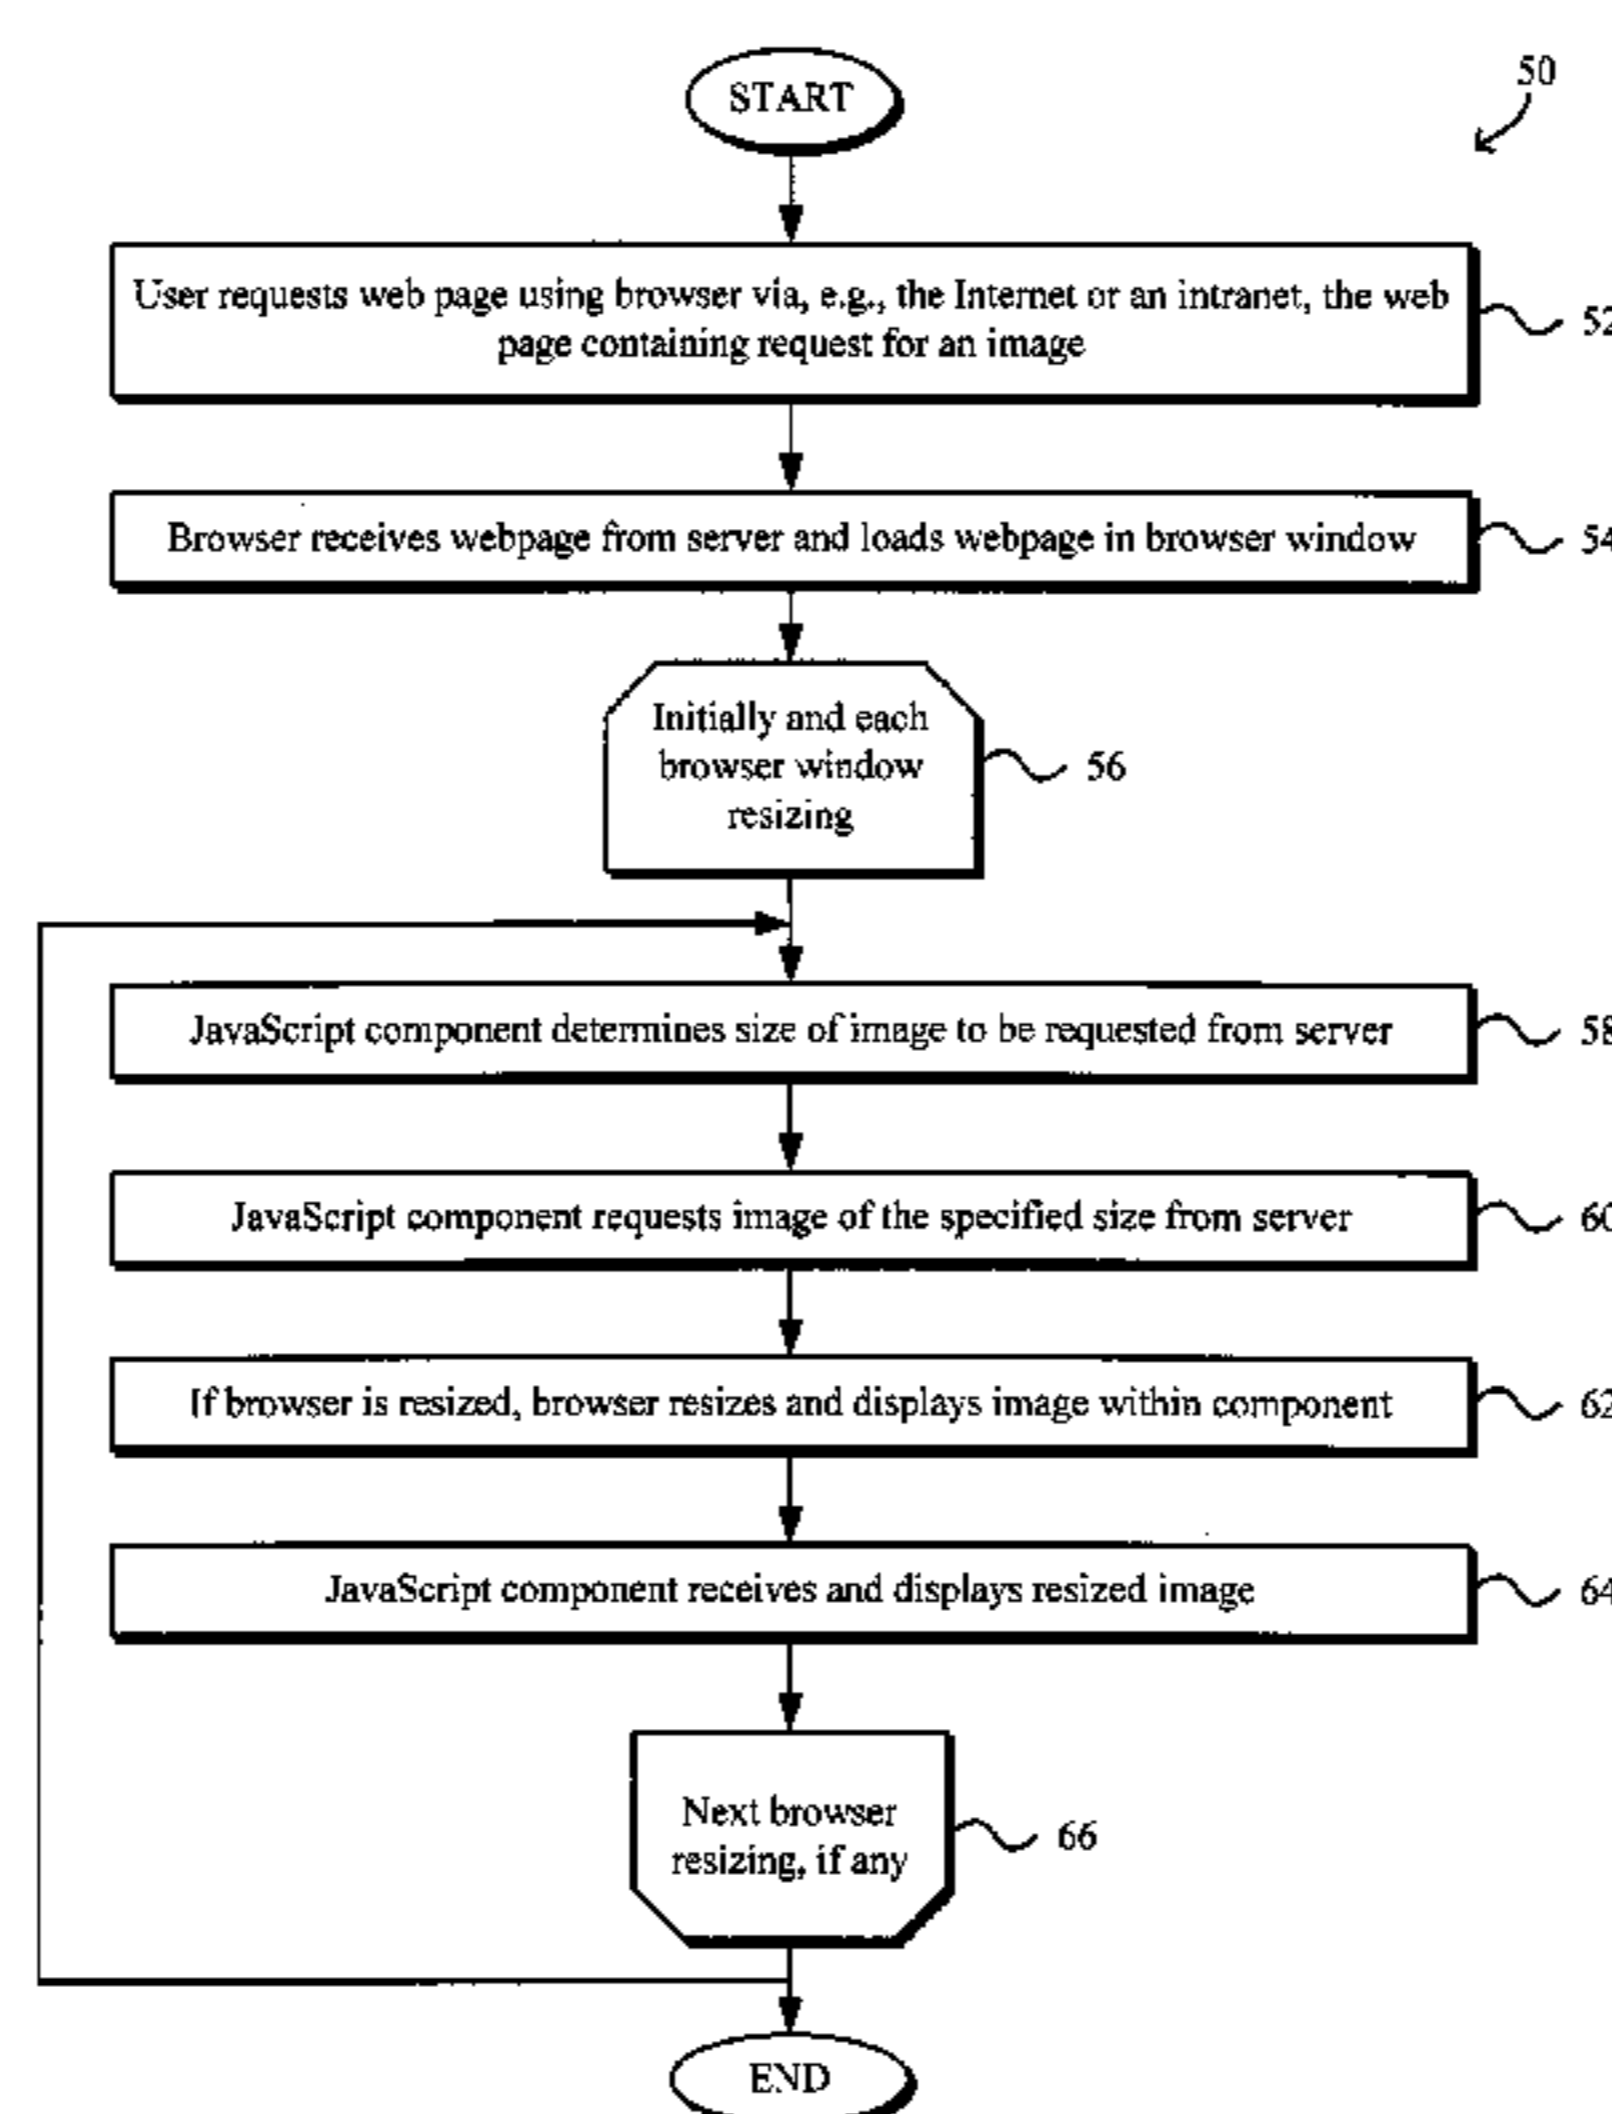 START
50
User requests web page using browser via, e.g., the Internet or an intranet, the web
page containing request for an image
52
Browser receives webpage from server and loads webpage in browser window
54
Initially and each
browser window
resizing
56
JavaScript component determines size of image to be requested from server
58
JavaScript component requests image of the specified size from server
60
If browser is resized, browser resizes and displays image within component
62
JavaScript component receives and displays resized image
64
Next browser
resizing, if any
66
END